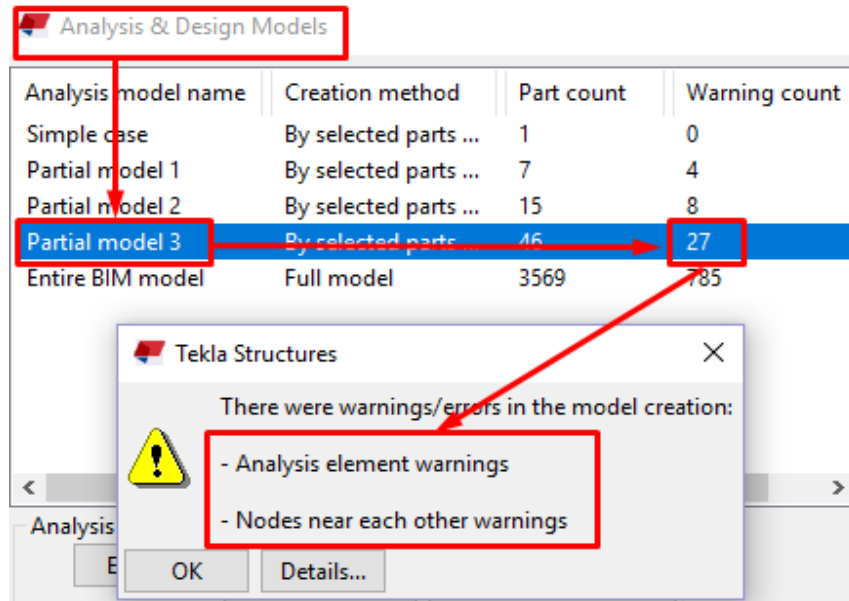 Analysis & Design Models
Analysis model name Creation method Part count Warning count
Simple case By selected parts ... 1 0
Partial model 1 By selected parts ... 7 4
Partial model 2 By selected parts ... 15 8
Partial model 3 By selected parts ... 46 27
Entire BIM model Full model 3569 785
Tekla Structures
There were warnings/errors in the model creation:
- Analysis element warnings
- Nodes near each other warnings
Analysis
OK Details...